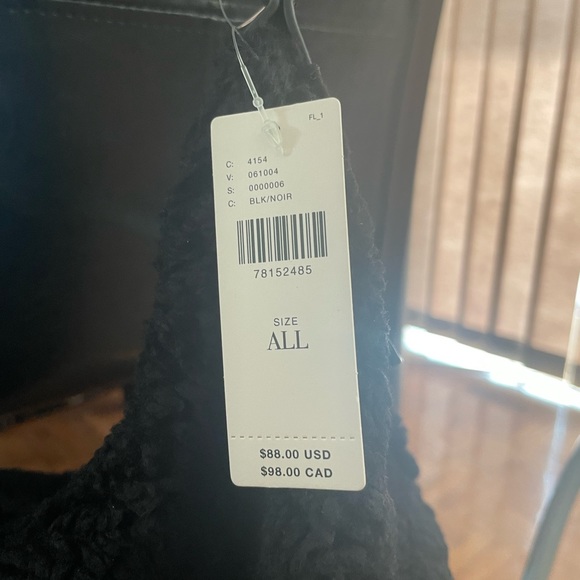 FL_1
C: 4154
V: 061004
S: 0000006
C: BLK/NOIR
78152485
SIZE
ALL
$88.00 USD
$98.00 CAD